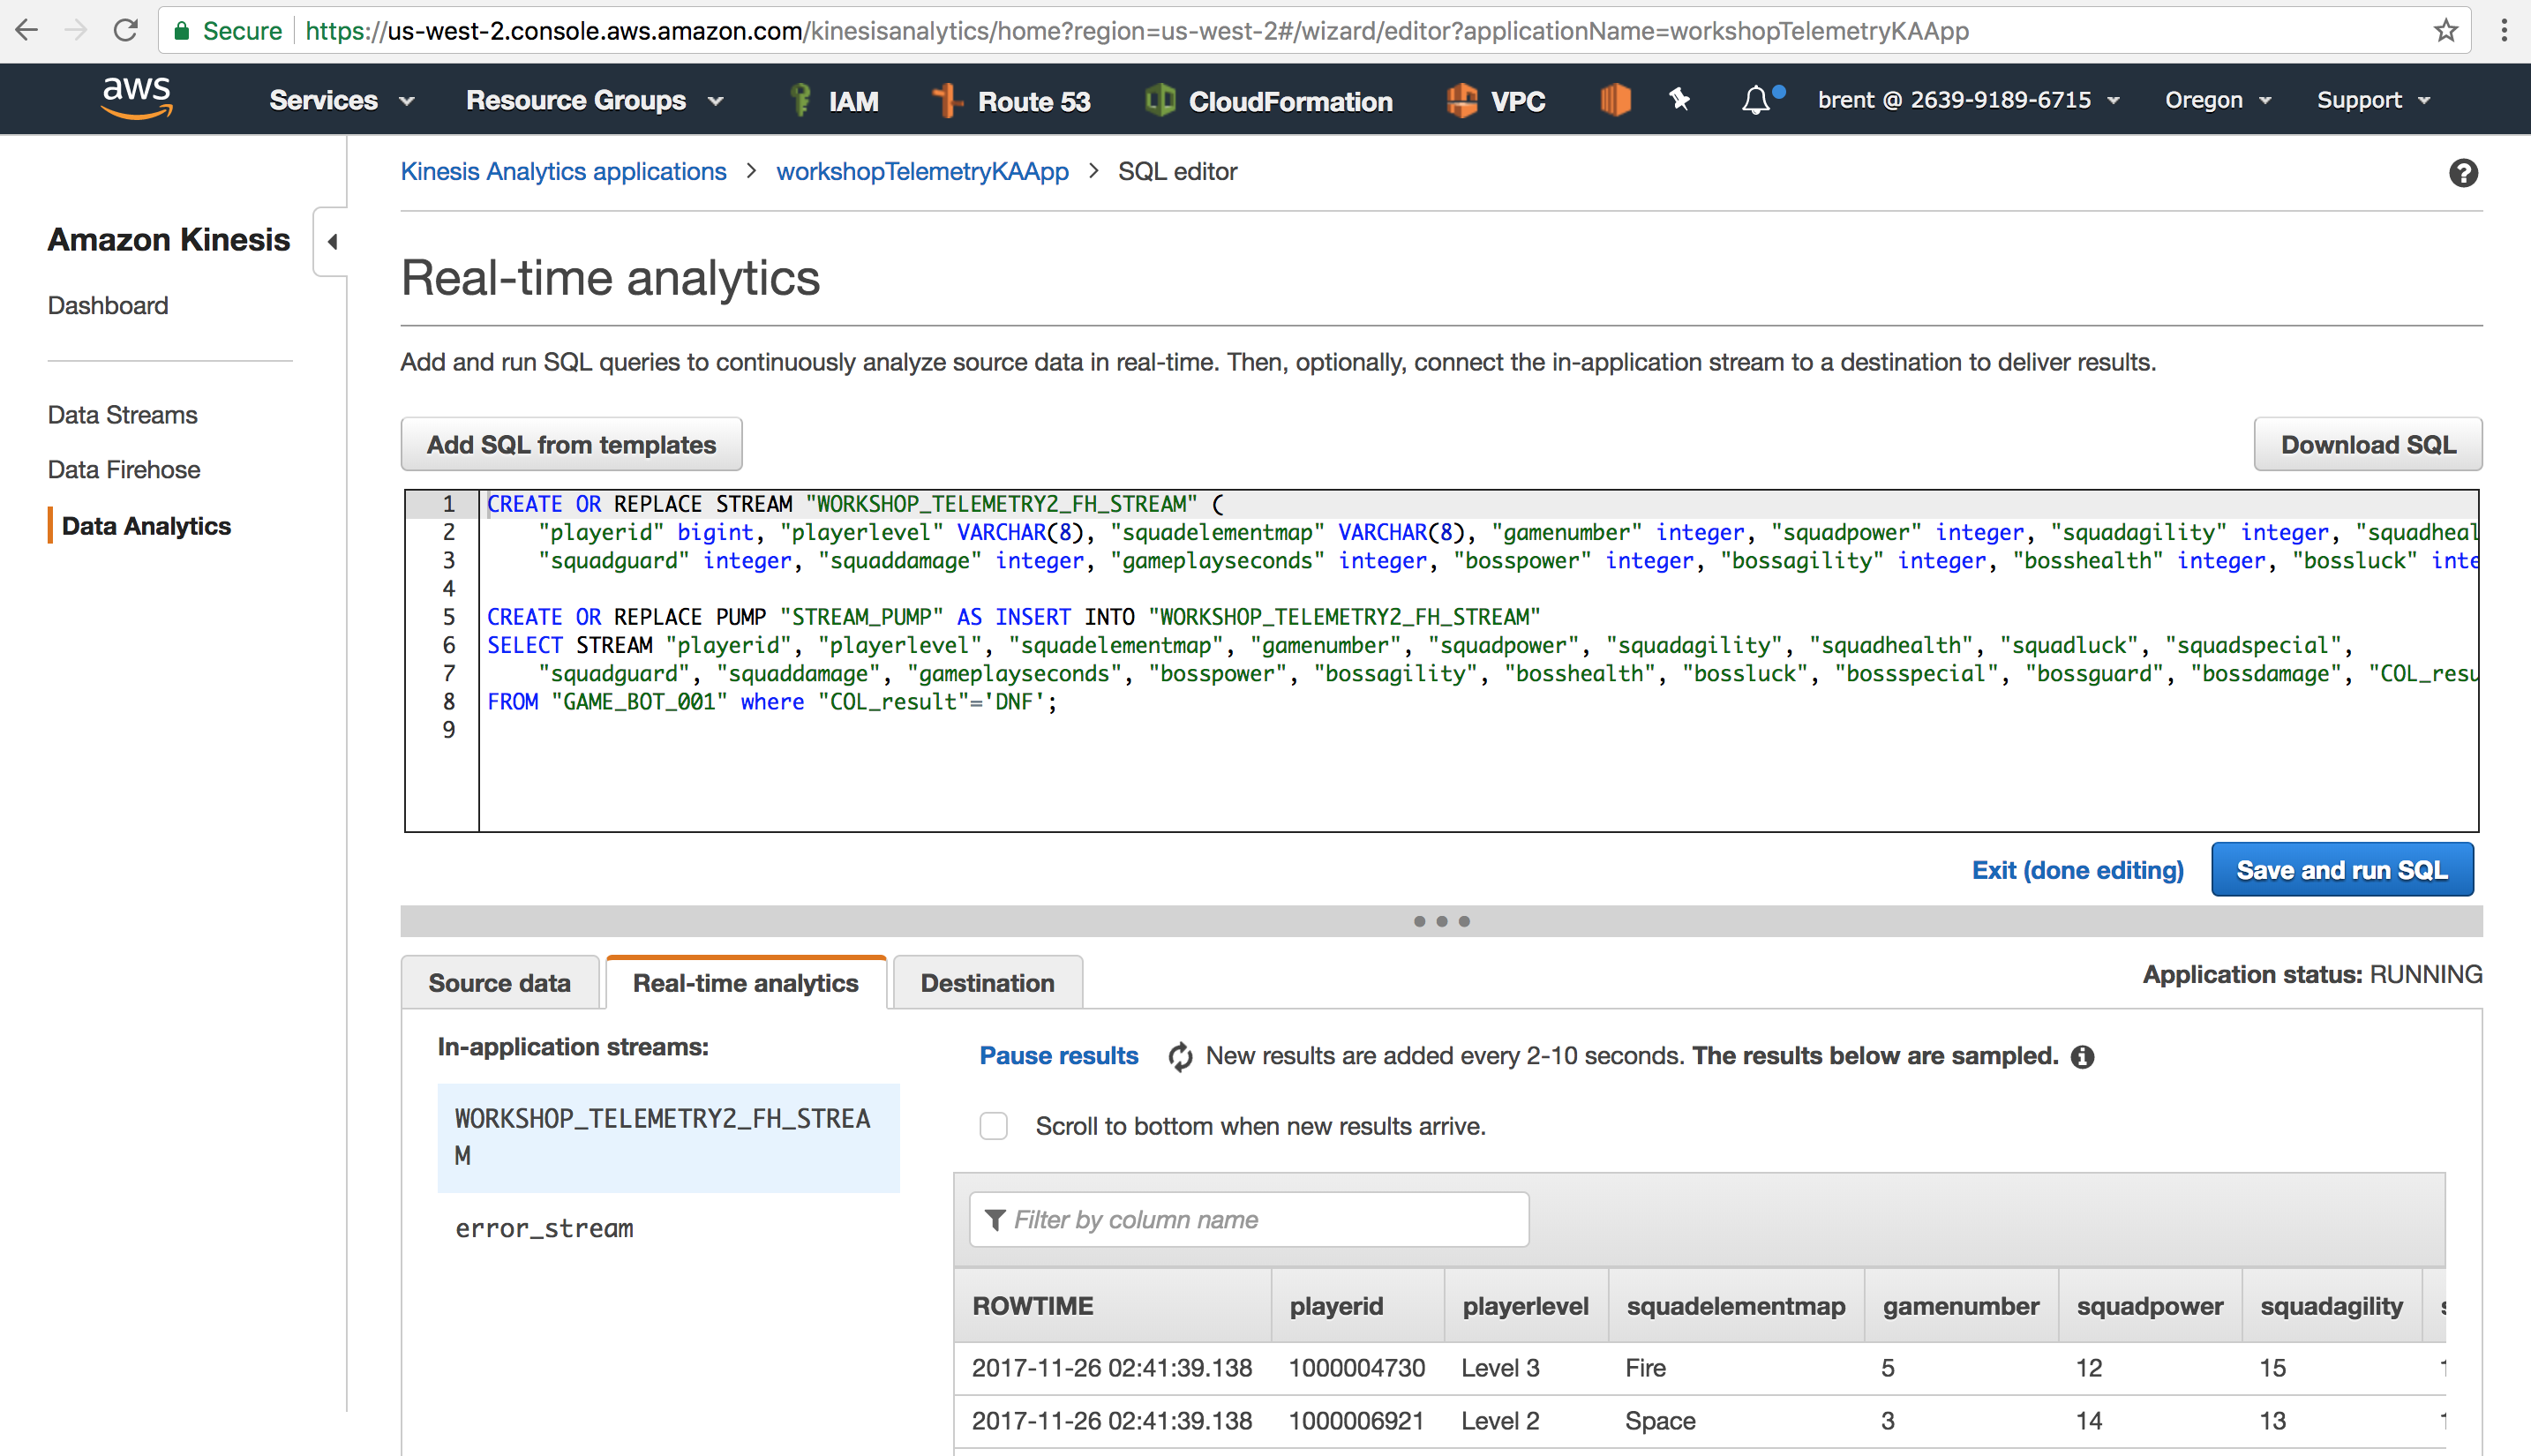 Secure https://us-west-2.console.aws.amazon.com/kinesisanalytics/home?region=us-west-2#/wizard/editor?applicationName=workshopTelemetryKAApp
aws Services Resource Groups IAM Route 53 CloudFormation VPC brent @ 2639-9189-6715 Oregon Support
Kinesis Analytics applications > workshopTelemetryKAApp > SQL editor
Amazon Kinesis
Dashboard
Data Streams
Data Firehose
Data Analytics
Real-time analytics
Add and run SQL queries to continuously analyze source data in real-time. Then, optionally, connect the in-application stream to a destination to deliver results.
Add SQL from templates Download SQL
1 CREATE OR REPLACE STREAM "WORKSHOP_TELEMETRY2_FH_STREAM" (
2 "playerid" bigint, "playerlevel" VARCHAR(8), "squadelementmap" VARCHAR(8), "gamenumber" integer, "squadpower" integer, "squadagility" integer, "squadheal
3 "squadguard" integer, "squaddamage" integer, "gameplayseconds" integer, "bosspower" integer, "bossagility" integer, "bosshealth" integer, "bossluck" inte
4
5 CREATE OR REPLACE PUMP "STREAM_PUMP" AS INSERT INTO "WORKSHOP_TELEMETRY2_FH_STREAM"
6 SELECT STREAM "playerid", "playerlevel", "squadelementmap", "gamenumber", "squadpower", "squadagility", "squadhealth", "squadluck", "squadspecial",
7 "squadguard", "squaddamage", "gameplayseconds", "bosspower", "bossagility", "bosshealth", "bossluck", "bossspecial", "bossguard", "bossdamage", "COL_resu
8 FROM "GAME_BOT_001" where "COL_result"='DNF';
9
Exit (done editing) Save and run SQL
Source data Real-time analytics Destination Application status: RUNNING
In-application streams:
WORKSHOP_TELEMETRY2_FH_STREA
M
error_stream
Pause results New results are added every 2-10 seconds. The results below are sampled.
Scroll to bottom when new results arrive.
Filter by column name
ROWTIME playerid playerlevel squadelementmap gamenumber squadpower squadagility
2017-11-26 02:41:39.138 1000004730 Level 3 Fire 5 12 15
2017-11-26 02:41:39.138 1000006921 Level 2 Space 3 14 13